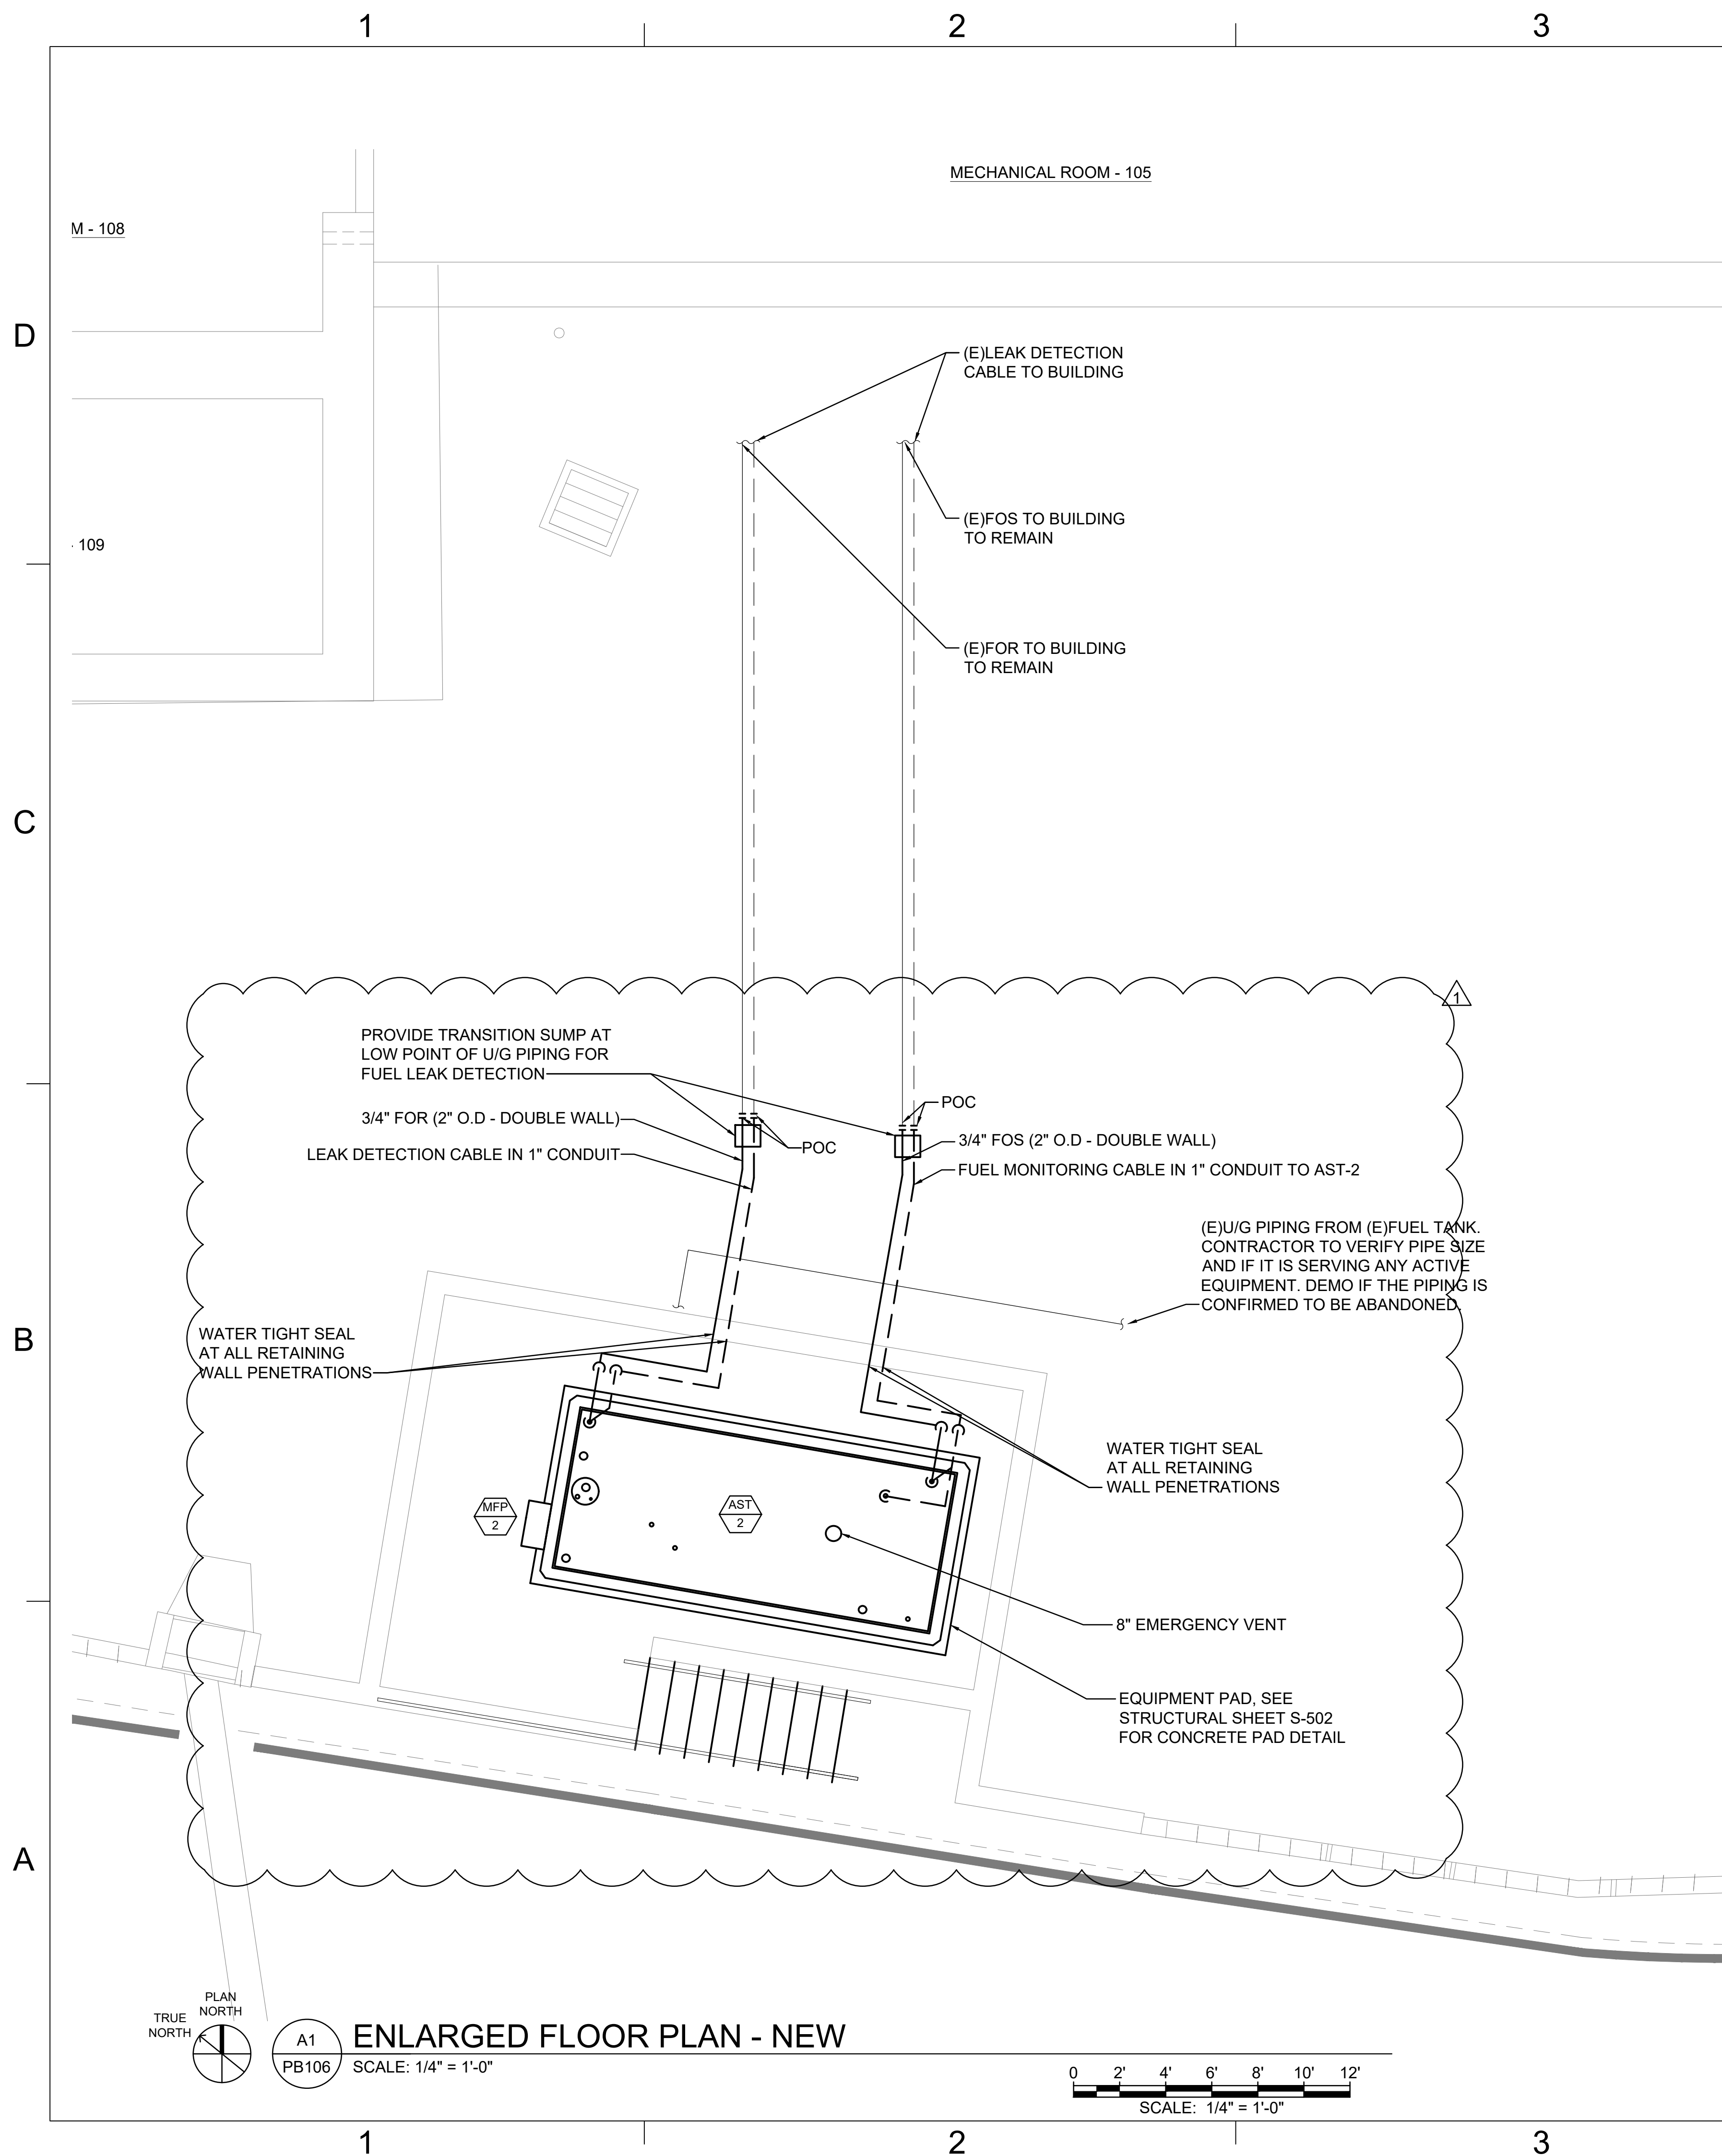 1
2
3
MECHANICAL ROOM - 105
M - 108
D
(E)LEAK DETECTION
CABLE TO BUILDING
(E)FOS TO BUILDING
TO REMAIN
109
(E)FOR TO BUILDING
TO REMAIN
C
1
PROVIDE TRANSITION SUMP AT
LOW POINT OF U/G PIPING FOR
FUEL LEAK DETECTION
3/4" FOR (2" O.D - DOUBLE WALL)
LEAK DETECTION CABLE IN 1" CONDUIT
POC
POC
3/4" FOS (2" O.D - DOUBLE WALL)
FUEL MONITORING CABLE IN 1" CONDUIT TO AST-2
(E)U/G PIPING FROM (E)FUEL TANK.
CONTRACTOR TO VERIFY PIPE SIZE
AND IF IT IS SERVING ANY ACTIVE
EQUIPMENT. DEMO IF THE PIPING IS
CONFIRMED TO BE ABANDONED.
B
WATER TIGHT SEAL
AT ALL RETAINING
WALL PENETRATIONS
WATER TIGHT SEAL
AT ALL RETAINING
WALL PENETRATIONS
MFP
2
AST
2
8" EMERGENCY VENT
EQUIPMENT PAD, SEE
STRUCTURAL SHEET S-502
FOR CONCRETE PAD DETAIL
A
PLAN
NORTH
TRUE
NORTH
A1
PB106
ENLARGED FLOOR PLAN - NEW
SCALE: 1/4" = 1'-0"
0 2' 4' 6' 8' 10' 12'
SCALE: 1/4" = 1'-0"
1
2
3